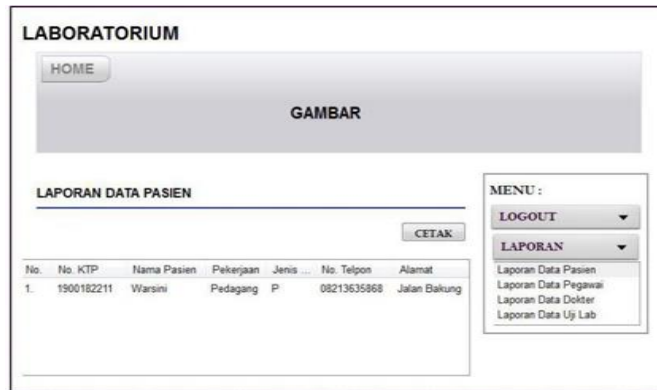 LABORATORIUM
HOME
GAMBAR
LAPORAN DATA PASIEN
CETAK
No. No. KTP Nama Pasien Pekerjaan Jenis ... No. Telpon Alamat
1. 1900182211 Warsini Pedagang P 08213635868 Jalan Bakung
MENU :
LOGOUT
LAPORAN
Laporan Data Pasien
Laporan Data Pegawai
Laporan Data Dokter
Laporan Data Uji Lab